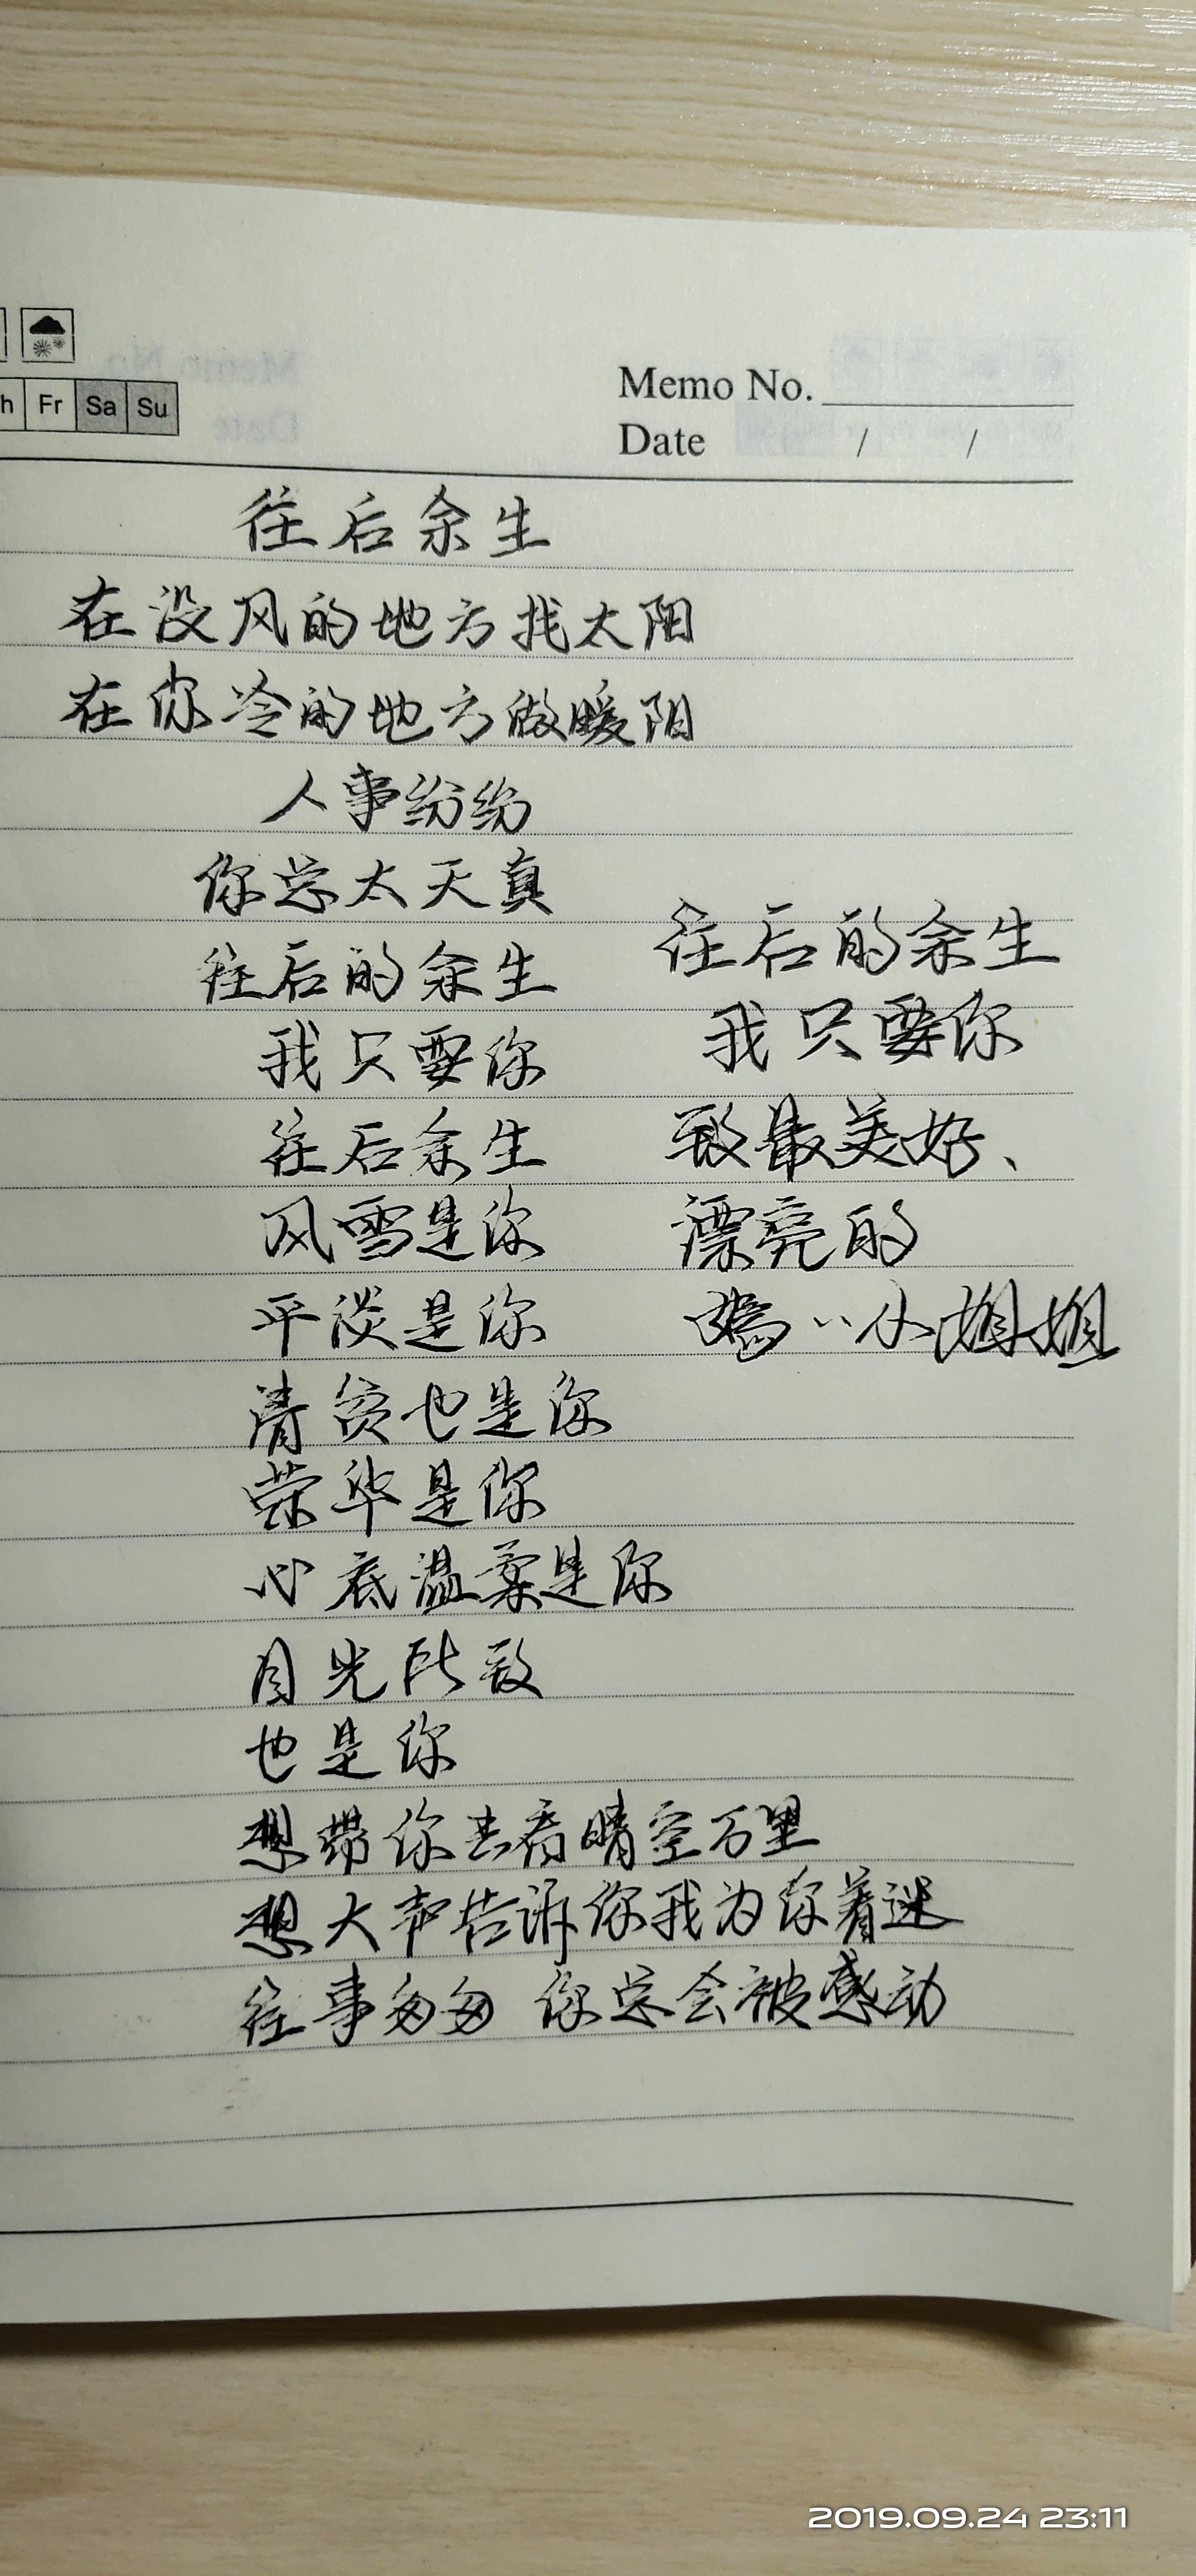 h Fr Sa Su
Memo No.
Date / /
往后余生
在没风的地方找太阳
在你冷的地方做暖阳
人事纷纷
你总太天真
往后的余生
我只要你
往后余生
风雪是你
平淡是你
清贫也是你
荣华是你
心底温柔是你
目光所致
也是你
想带你去看晴空万里
想大声告诉你我为你着迷
往事匆匆 你总会被感动
往后的余生
我只要你
致最美好、
漂亮的
小姐姐
2019.09.24 23:11